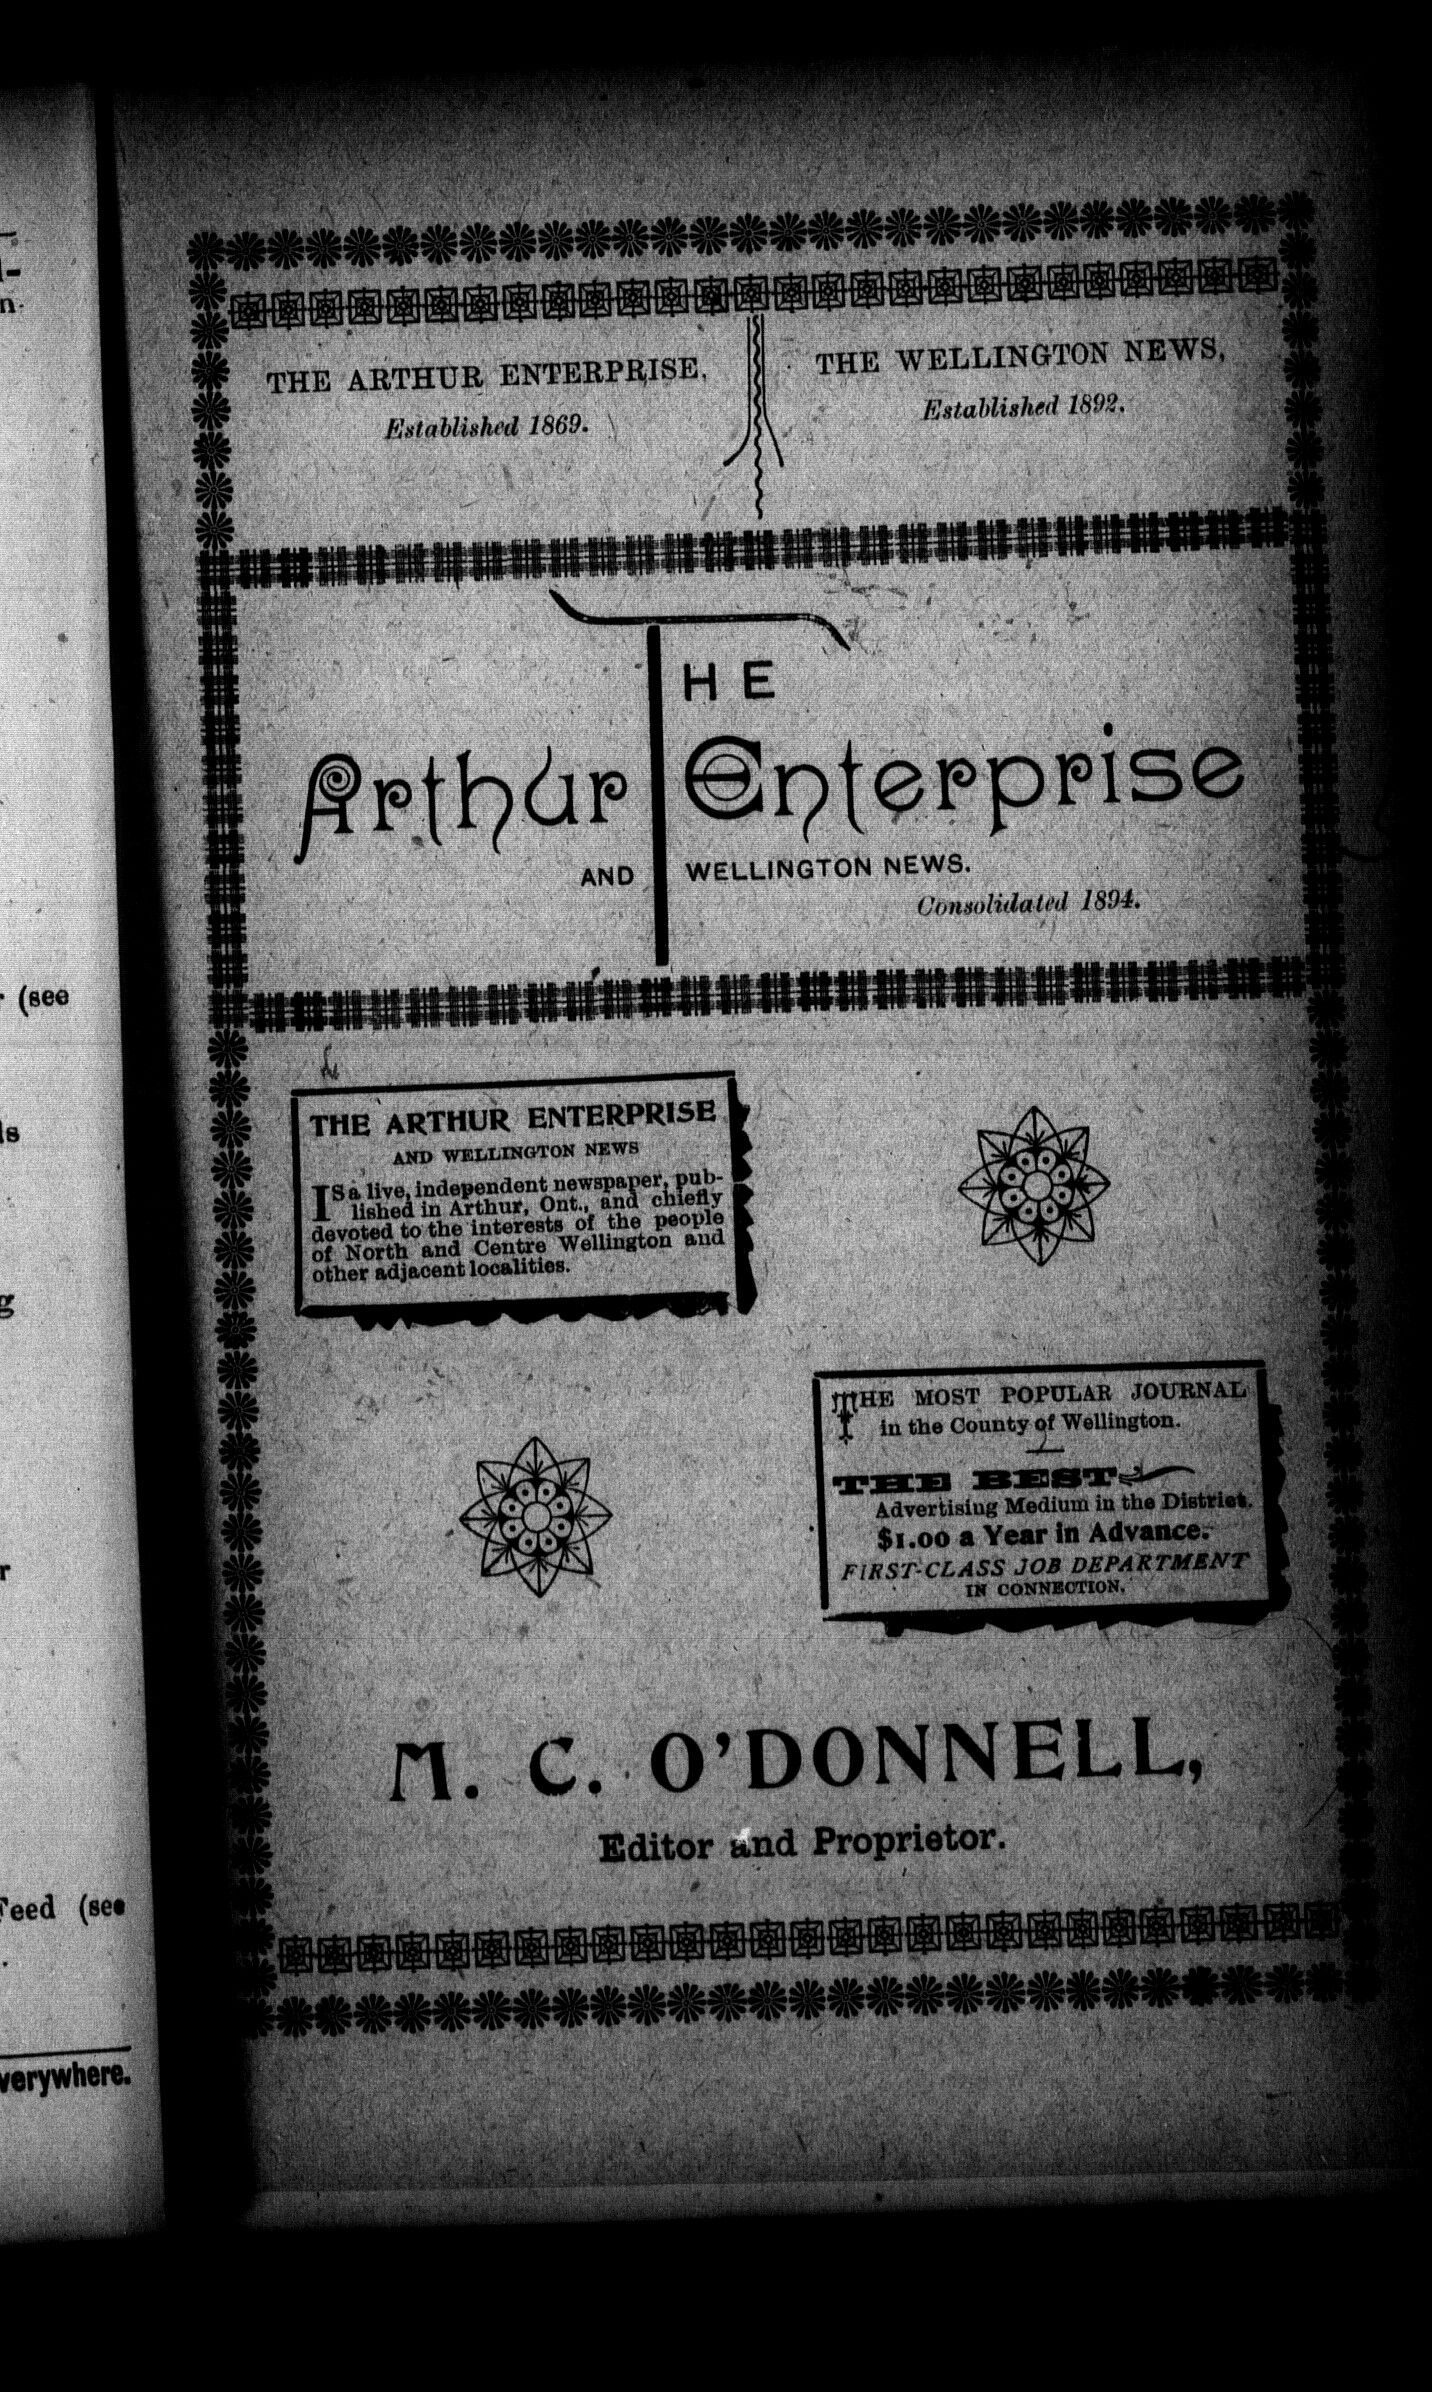 THE ARTHUR ENTERPRISE,
Established 1869.
THE WELLINGTON NEWS,
Established 1892.
THE
Arthur Enterprise
AND WELLINGTON NEWS.
Consolidated 1894.
THE ARTHUR ENTERPRISE
AND WELLINGTON NEWS
IS a live, independent newspaper, pub-
lished in Arthur, Ont., and chiefly
devoted to the interests of the people
of North and Centre Wellington and
other adjacent localities.
THE MOST POPULAR JOURNAL
in the County of Wellington.
THE BEST
Advertising Medium in the District.
$1.00 a Year in Advance.
FIRST-CLASS JOB DEPARTMENT
IN CONNECTION.
M. C. O'DONNELL,
Editor and Proprietor.
(see
Feed (see